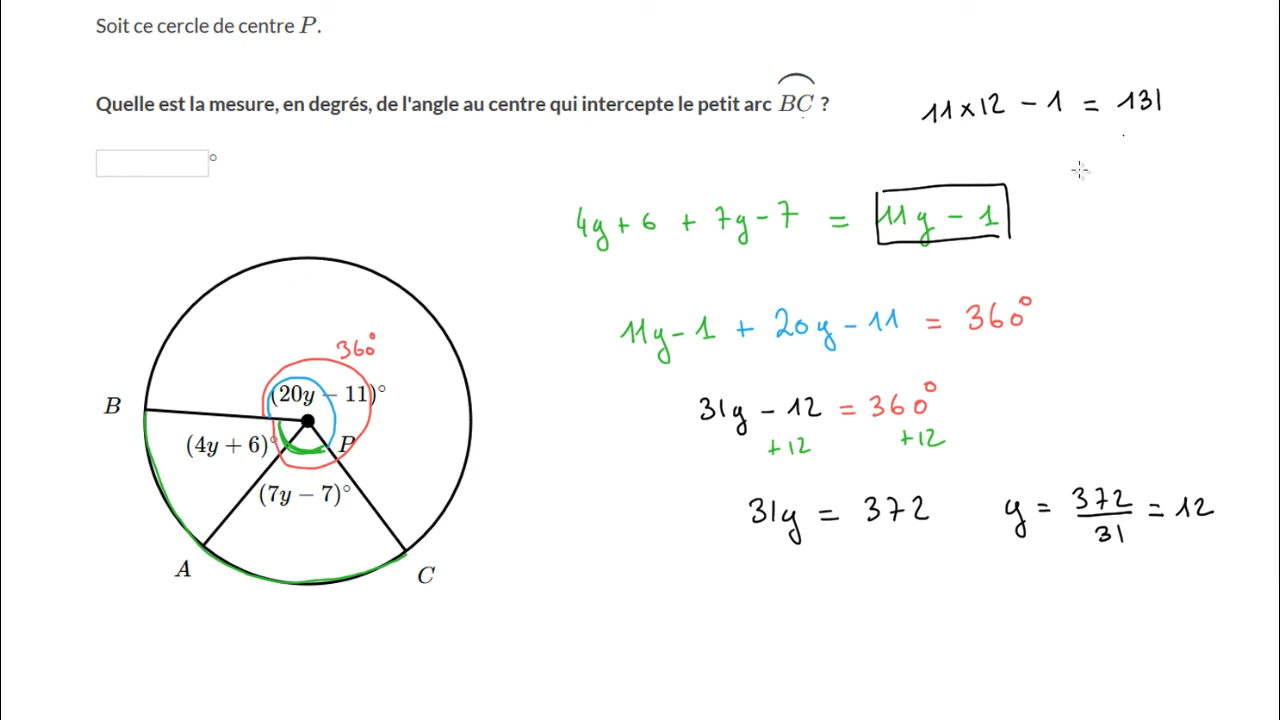 Soit ce cercle de centre P.
Quelle est la mesure, en degrés, de l'angle au centre qui intercepte le petit arc BC ?
°
11×12 − 1 = 131
4y + 6 + 7y − 7 = 11y − 1
11y − 1 + 20y − 11 = 360°
31y − 12 = 360°
+12 +12
31y = 372 y = 372/31 = 12
360°
(20y − 11)°
B
(4y + 6)°
P
(7y − 7)°
A
C